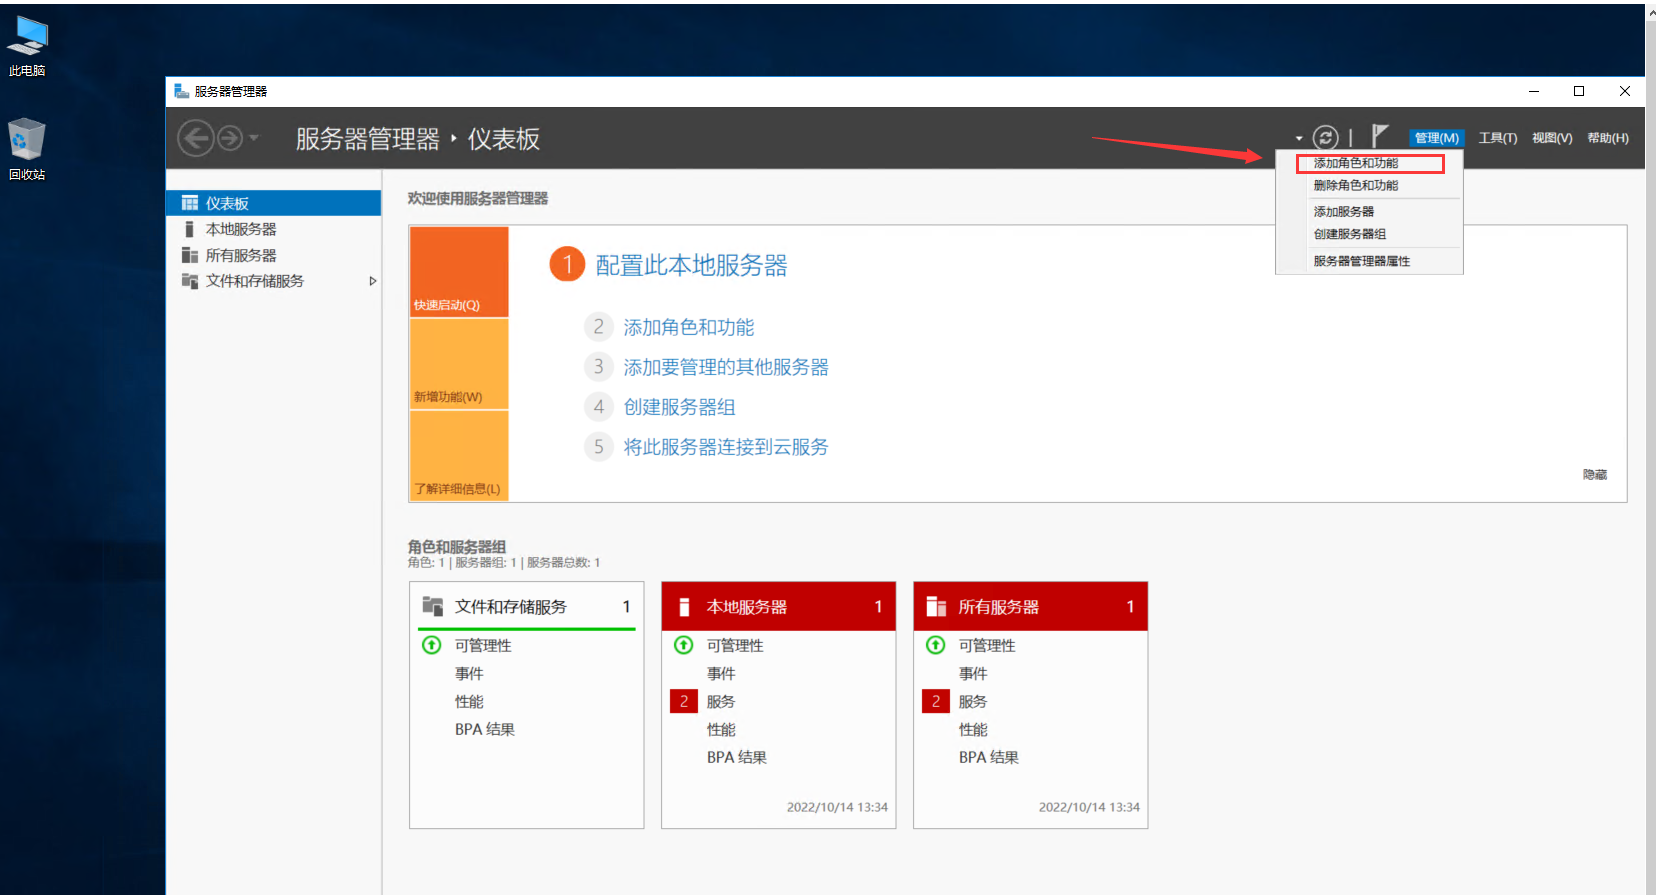 此电脑
回收站
服务器管理器
服务器管理器 ‣ 仪表板
管理(M) 工具(T) 视图(V) 帮助(H)
添加角色和功能
删除角色和功能
添加服务器
创建服务器组
服务器管理器属性
仪表板
本地服务器
所有服务器
文件和存储服务
欢迎使用服务器管理器
快速启动(Q)
新增功能(W)
了解详细信息(L)
1 配置此本地服务器
2 添加角色和功能
3 添加要管理的其他服务器
4 创建服务器组
5 将此服务器连接到云服务
隐藏
角色和服务器组
角色: 1 | 服务器组: 1 | 服务器总数: 1
文件和存储服务 1
可管理性
事件
性能
BPA 结果
本地服务器 1
可管理性
事件
2 服务
性能
BPA 结果
2022/10/14 13:34
所有服务器 1
可管理性
事件
2 服务
性能
BPA 结果
2022/10/14 13:34